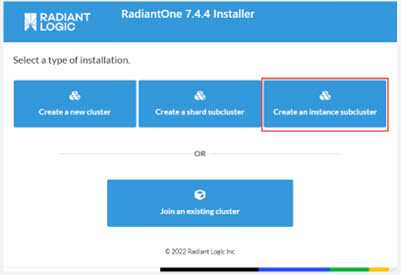 RADIANT
LOGIC
RadiantOne 7.4.4 Installer
Select a type of installation.
Create a new cluster
Create a shard subcluster
Create an instance subcluster
OR
Join an existing cluster
© 2022 Radiant Logic Inc